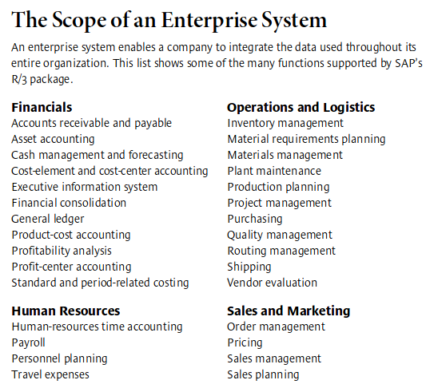 The Scope of an Enterprise System
An enterprise system enables a company to integrate the data used throughout its
entire organization. This list shows some of the many functions supported by SAP's
R/3 package.
Financials
Accounts receivable and payable
Asset accounting
Cash management and forecasting
Cost-element and cost-center accounting
Executive information system
Financial consolidation
General ledger
Product-cost accounting
Profitability analysis
Profit-center accounting
Standard and period-related costing
Human Resources
Human-resources time accounting
Payroll
Personnel planning
Travel expenses
Operations and Logistics
Inventory management
Material requirements planning
Materials management
Plant maintenance
Production planning
Project management
Purchasing
Quality management
Routing management
Shipping
Vendor evaluation
Sales and Marketing
Order management
Pricing
Sales management
Sales planning